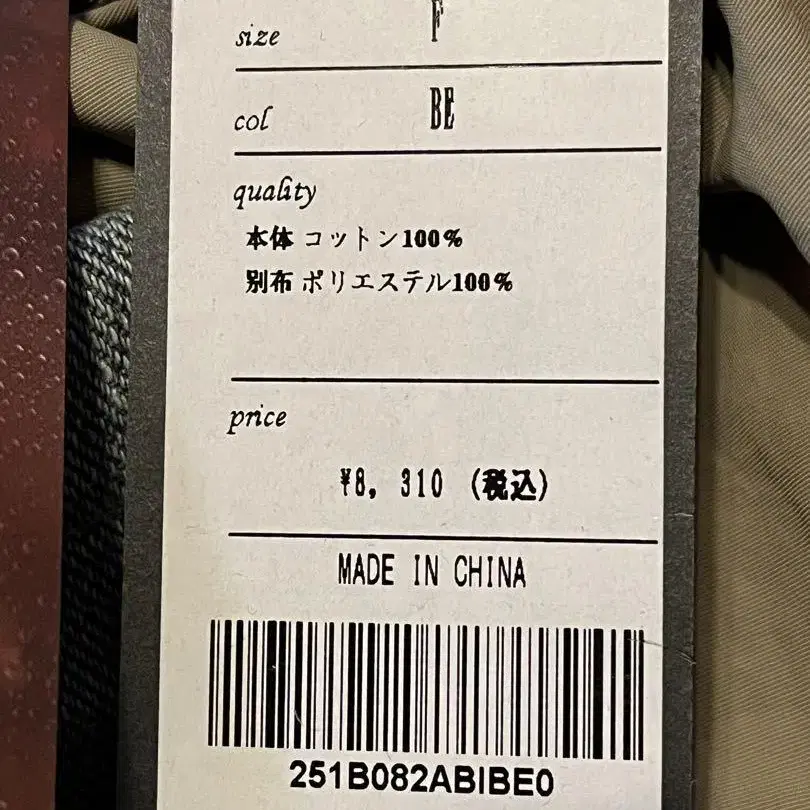 size F
col BE
quality
本体 コットン100%
別布 ポリエステル100%
price
¥8, 310 (税込)
MADE IN CHINA
251B082ABIBE0